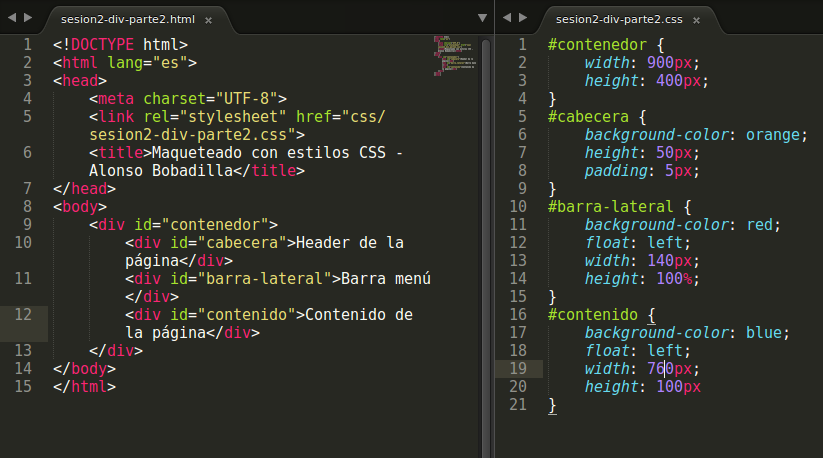 sesion2-div-parte2.html ×
1 <!DOCTYPE html>
2 <html lang="es">
3 <head>
4 <meta charset="UTF-8">
5 <link rel="stylesheet" href="css/
sesion2-div-parte2.css">
6 <title>Maqueteado con estilos CSS -
Alonso Bobadilla</title>
7 </head>
8 <body>
9 <div id="contenedor">
10 <div id="cabecera">Header de la
página</div>
11 <div id="barra-lateral">Barra menú
</div>
12 <div id="contenido">Contenido de
la página</div>
13 </div>
14 </body>
15 </html>
sesion2-div-parte2.css ×
1 #contenedor {
2 width: 900px;
3 height: 400px;
4 }
5 #cabecera {
6 background-color: orange;
7 height: 50px;
8 padding: 5px;
9 }
10 #barra-lateral {
11 background-color: red;
12 float: left;
13 width: 140px;
14 height: 100%;
15 }
16 #contenido {
17 background-color: blue;
18 float: left;
19 width: 760px;
20 height: 100px
21 }